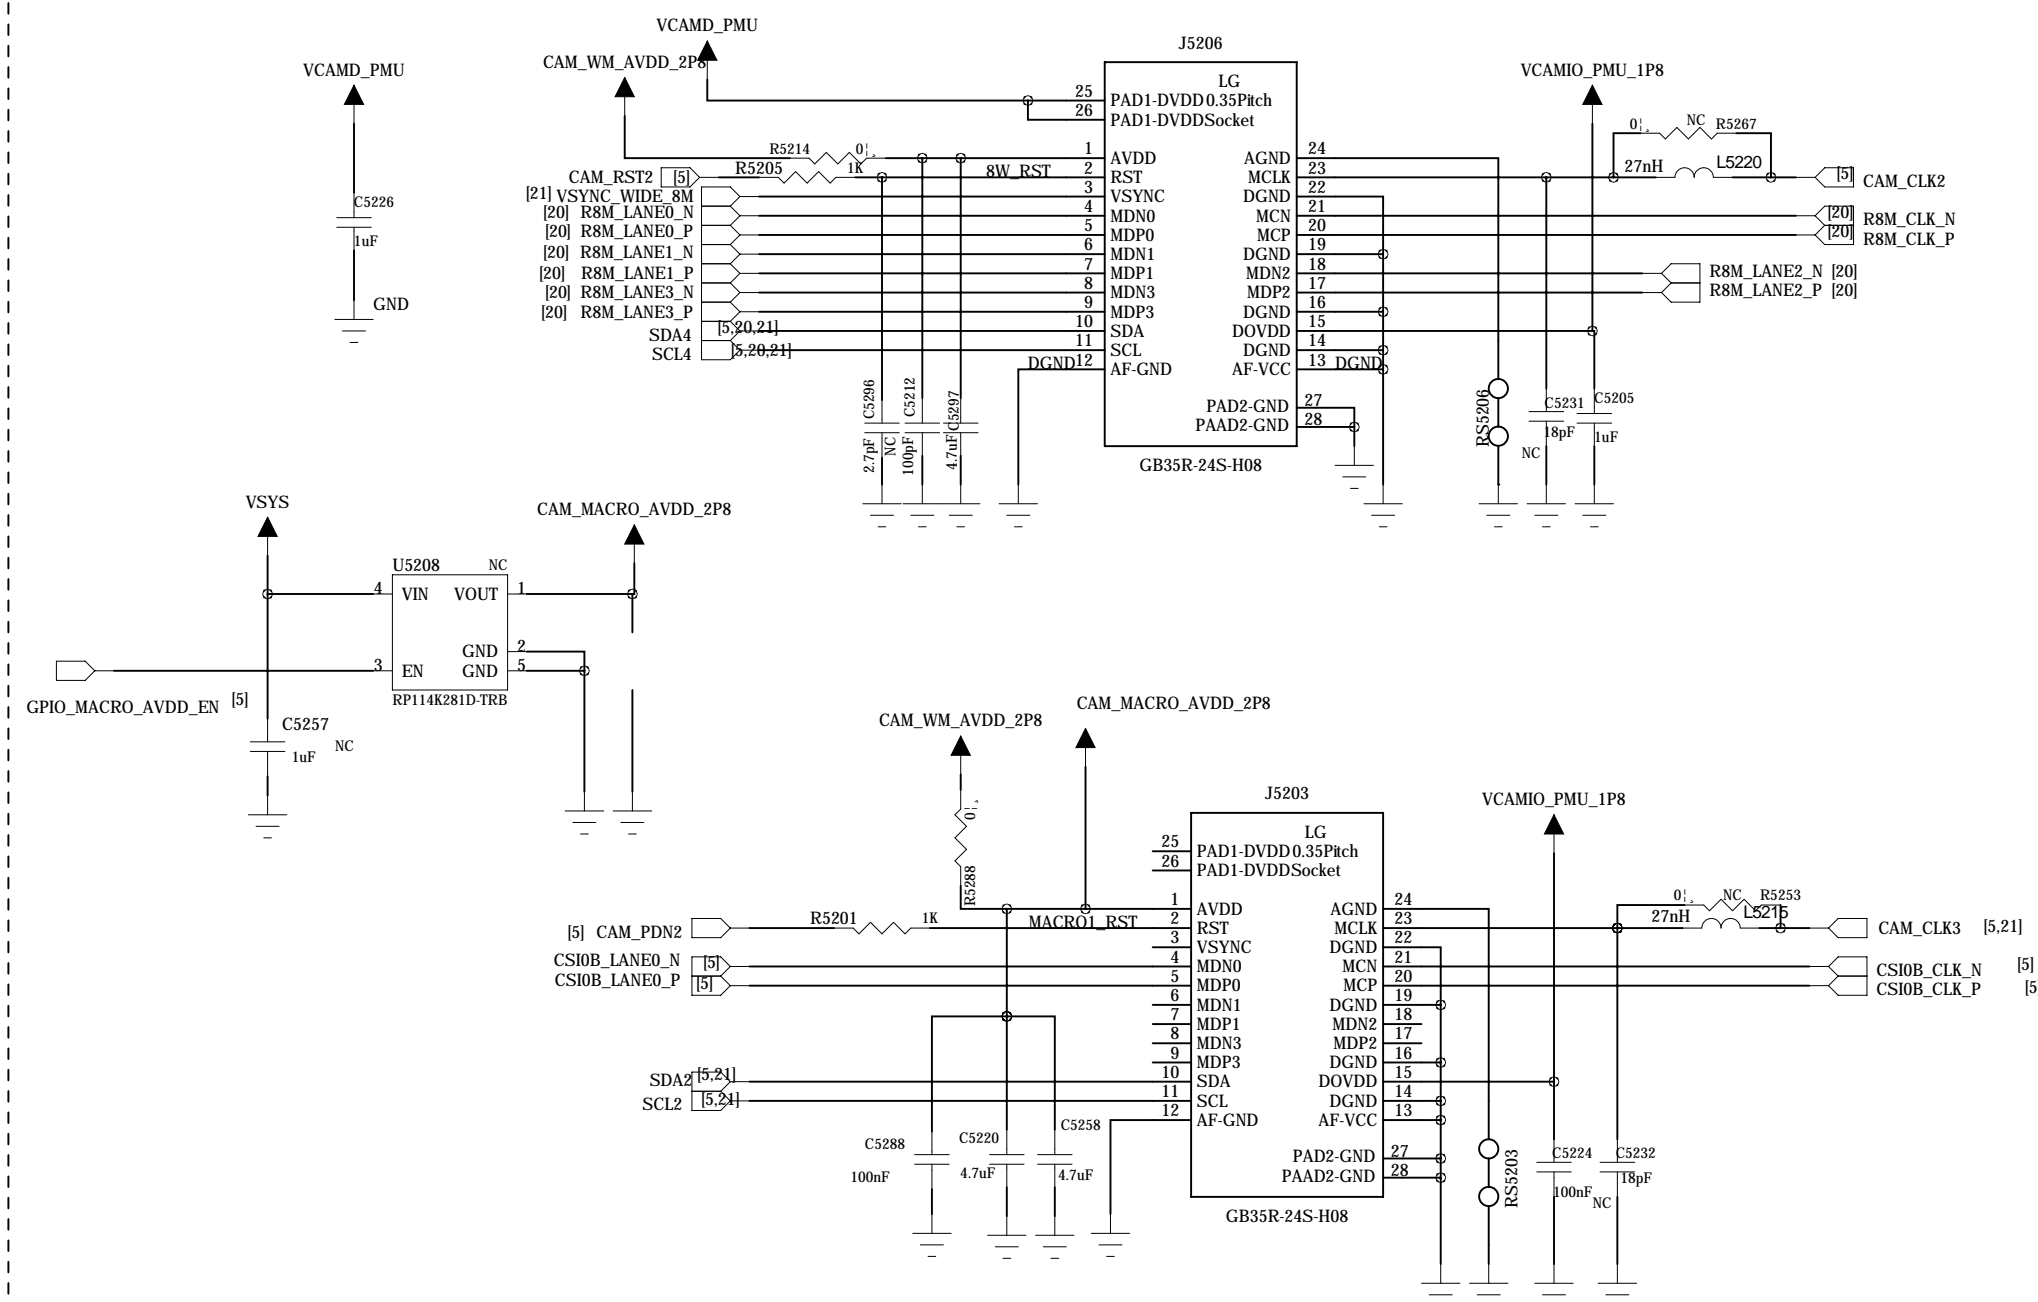 VCAMD_PMU
VCAMD_PMU
CAM_WM_AVDD_2P8
C5226
1uF
GND
J5206
LG
25 PAD1-DVDD 0.35Pitch
26 PAD1-DVDDSocket
R5214 0
1 AVDD
CAM_RST2 [5] R5205 1K 8W_RST 2 RST
[21] VSYNC_WIDE_8M 3 VSYNC
[20] R8M_LANE0_N 4 MDN0
[20] R8M_LANE0_P 5 MDP0
[20] R8M_LANE1_N 6 MDN1
[20] R8M_LANE1_P 7 MDP1
[20] R8M_LANE3_N 8 MDN3
[20] R8M_LANE3_P 9 MDP3
SDA4 [5,20,21] 10 SDA
SCL4 [5,20,21] 11 SCL
DGND 12 AF-GND
AGND 24
MCLK 23
DGND 22
MCN 21
MCP 20
DGND 19
MDN2 18
MDP2 17
DGND 16
DOVDD 15
DGND 14
AF-VCC 13 DGND
PAD2-GND 27
PAAD2-GND 28
GB35R-24S-H08
C5296
2.7pF
NC
C5212
100pF
C5297
4.7uF
VCAMIO_PMU_1P8
0 NC R5267
27nH L5220
[5] CAM_CLK2
[20] R8M_CLK_N
[20] R8M_CLK_P
R8M_LANE2_N [20]
R8M_LANE2_P [20]
RS5206
C5231
18pF
NC
C5205
1uF
VSYS
CAM_MACRO_AVDD_2P8
U5208 NC
4 VIN VOUT 1
GND 2
3 EN GND 5
RP114K281D-TRB
GPIO_MACRO_AVDD_EN [5]
C5257
1uF
NC
CAM_WM_AVDD_2P8
CAM_MACRO_AVDD_2P8
0
R5288
J5203
LG
25 PAD1-DVDD 0.35Pitch
26 PAD1-DVDDSocket
1 AVDD
[5] CAM_PDN2 R5201 1K MACRO1_RST 2 RST
3 VSYNC
CSI0B_LANE0_N [5] 4 MDN0
CSI0B_LANE0_P [5] 5 MDP0
6 MDN1
7 MDP1
8 MDN3
9 MDP3
SDA2 [5,21] 10 SDA
SCL2 [5,21] 11 SCL
12 AF-GND
AGND 24
MCLK 23
DGND 22
MCN 21
MCP 20
DGND 19
MDN2 18
MDP2 17
DGND 16
DOVDD 15
DGND 14
AF-VCC 13
PAD2-GND 27
PAAD2-GND 28
GB35R-24S-H08
C5288
100nF
C5220
4.7uF
C5258
4.7uF
VCAMIO_PMU_1P8
0 NC R5253
27nH L5215
CAM_CLK3 [5,21]
CSI0B_CLK_N [5]
CSI0B_CLK_P [5
RS5203
C5224
100nF
C5232
18pF
NC